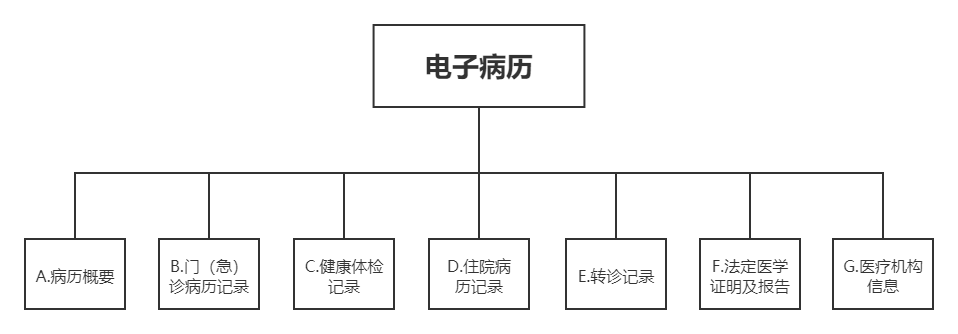 电子病历
A.病历概要
B.门（急）
诊病历记录
C.健康体检
记录
D.住院病
历记录
E.转诊记录
F.法定医学
证明及报告
G.医疗机构
信息